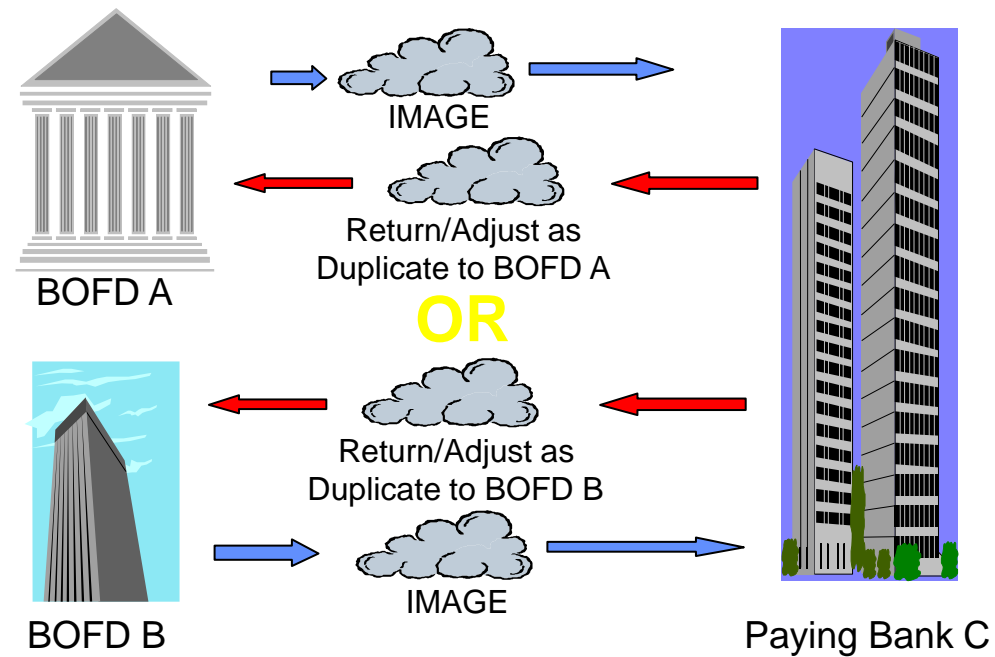 IMAGE
Return/Adjust as
Duplicate to BOFD A
BOFD A
OR
Return/Adjust as
Duplicate to BOFD B
IMAGE
BOFD B
Paying Bank C